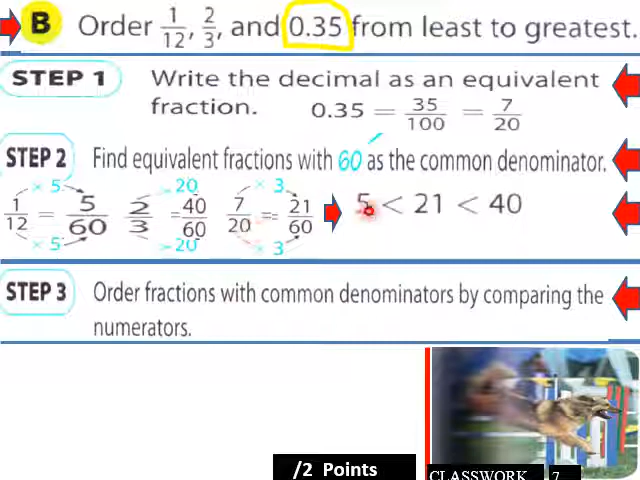 B Order 1/12, 2/3, and 0.35 from least to greatest.
STEP 1 Write the decimal as an equivalent
fraction. 0.35 = 35/100 = 7/20
STEP 2 Find equivalent fractions with 60 as the common denominator.
× 5 20 × 3
1/12 = 5/60 2/3 = 40/60 7/20 = 21/60 5 < 21 < 40
× 5 20 × 3
STEP 3 Order fractions with common denominators by comparing the
numerators.
/2 Points
CLASSWORK - 7